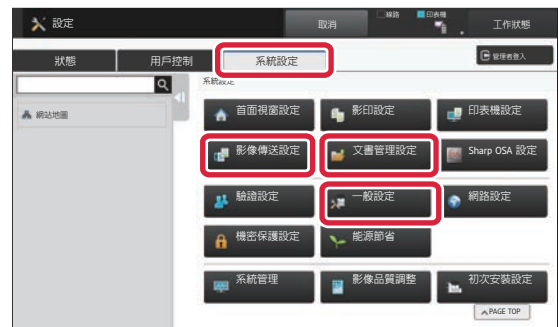 設定
取消
線路
印表機
工作狀態
狀態
用戶控制
系統設定
管理者登入
系統設定
網站地圖
首面視窗設定
影印設定
印表機設定
影像傳送設定
文書管理設定
Sharp OSA 設定
驗證設定
一般設定
網路設定
機密保護設定
能源節省
系統管理
影像品質調整
初次安裝設定
PAGE TOP